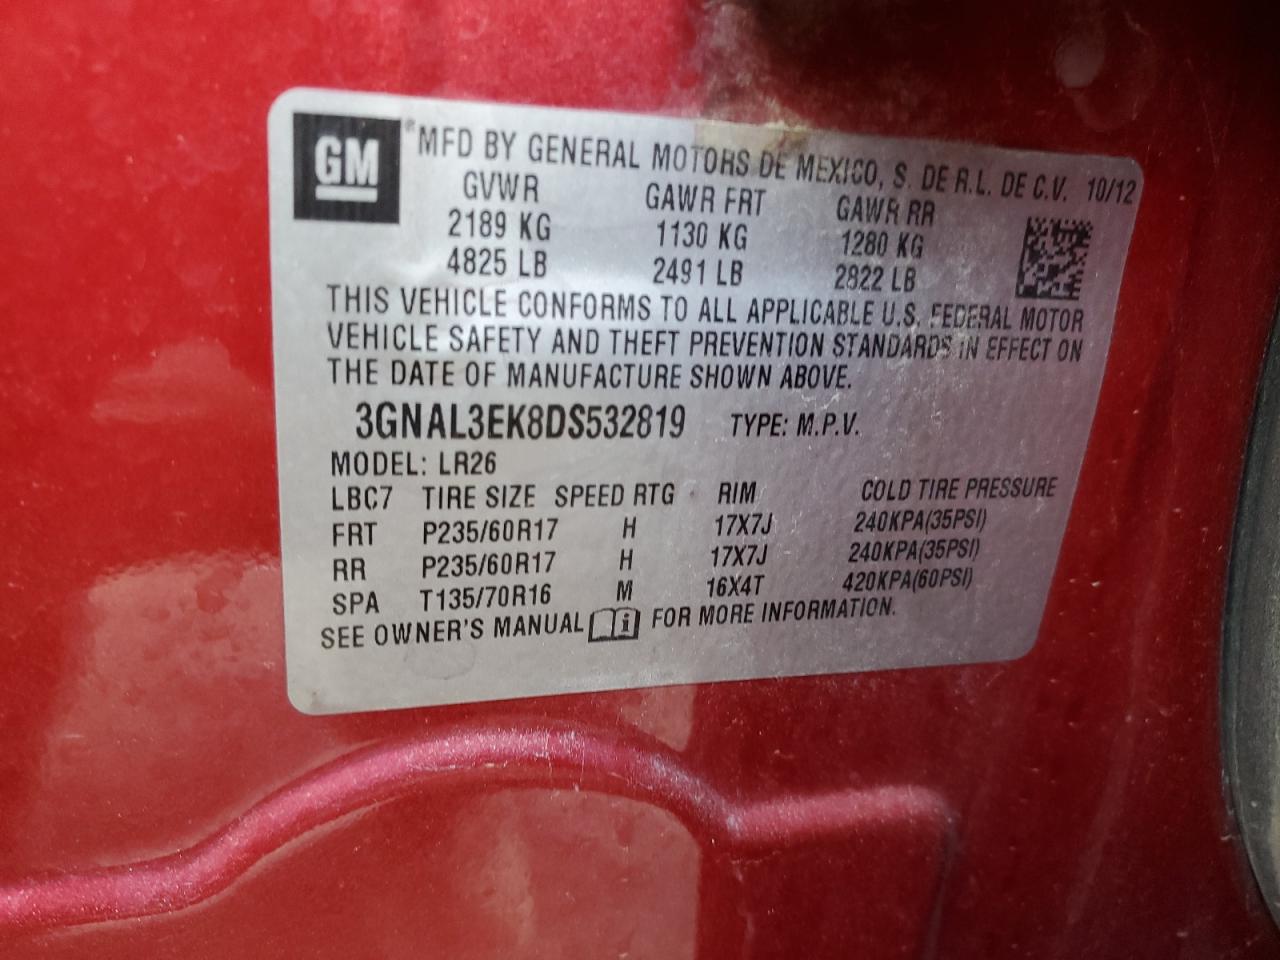 GM
® MFD BY GENERAL MOTORS DE MEXICO, S. DE R.L. DE C.V. 10/12
GVWR GAWR FRT GAWR RR
2189 KG 1130 KG 1280 KG
4825 LB 2491 LB 2822 LB
THIS VEHICLE CONFORMS TO ALL APPLICABLE U.S. FEDERAL MOTOR
VEHICLE SAFETY AND THEFT PREVENTION STANDARDS IN EFFECT ON
THE DATE OF MANUFACTURE SHOWN ABOVE.
3GNAL3EK8DS532819 TYPE: M.P.V.
MODEL: LR26
LBC7 TIRE SIZE SPEED RTG RIM COLD TIRE PRESSURE
FRT P235/60R17 H 17X7J 240KPA(35PSI)
RR P235/60R17 H 17X7J 240KPA(35PSI)
SPA T135/70R16 M 16X4T 420KPA(60PSI)
SEE OWNER'S MANUAL i FOR MORE INFORMATION.